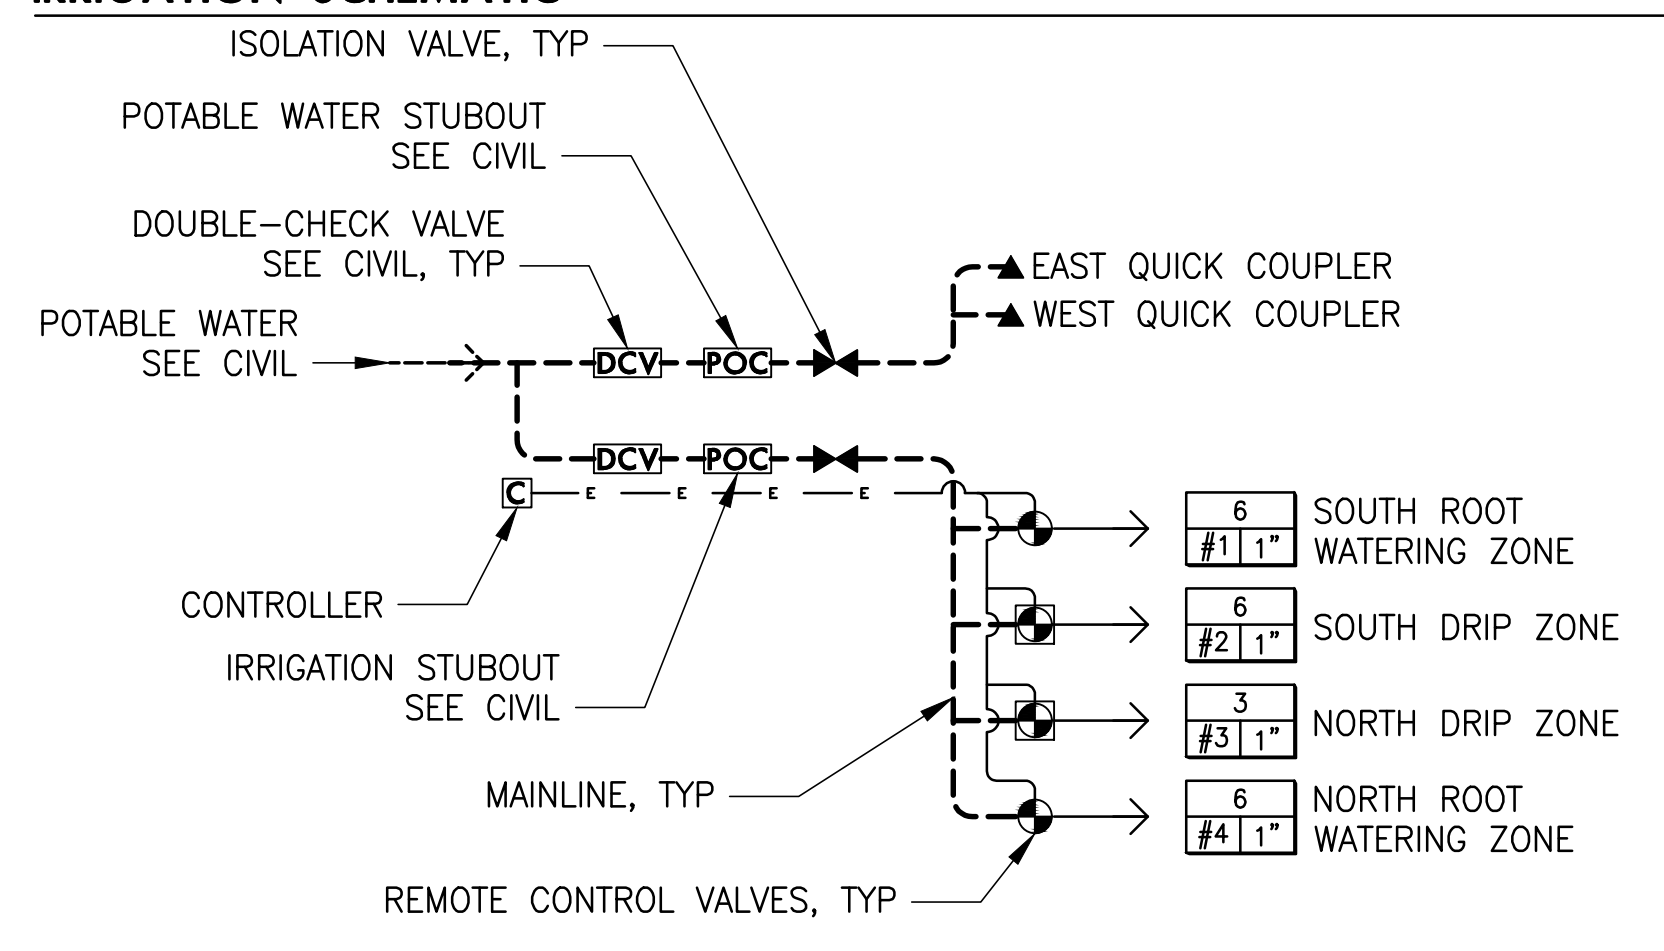 IRRIGATION SCHEMATIC
ISOLATION VALVE, TYP
POTABLE WATER STUBOUT
SEE CIVIL
DOUBLE-CHECK VALVE
SEE CIVIL, TYP
EAST QUICK COUPLER
WEST QUICK COUPLER
POTABLE WATER
SEE CIVIL
DCV POC
DCV POC
C E E E E
6
#1 1"
SOUTH ROOT
WATERING ZONE
CONTROLLER
6
#2 1"
SOUTH DRIP ZONE
IRRIGATION STUBOUT
SEE CIVIL
3
#3 1"
NORTH DRIP ZONE
MAINLINE, TYP
6
#4 1"
NORTH ROOT
WATERING ZONE
REMOTE CONTROL VALVES, TYP